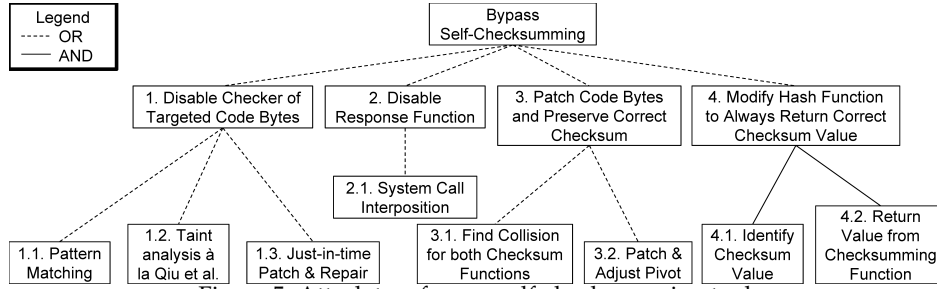 Legend
OR
AND
Bypass
Self-Checksumming
1. Disable Checker of
Targeted Code Bytes
2. Disable
Response Function
3. Patch Code Bytes
and Preserve Correct
Checksum
4. Modify Hash Function
to Always Return Correct
Checksum Value
2.1. System Call
Interposition
1.1. Pattern
Matching
1.2. Taint
analysis à
la Qiu et al.
1.3. Just-in-time
Patch & Repair
3.1. Find Collision
for both Checksum
Functions
3.2. Patch &
Adjust Pivot
4.1. Identify
Checksum
Value
4.2. Return
Value from
Checksumming
Function